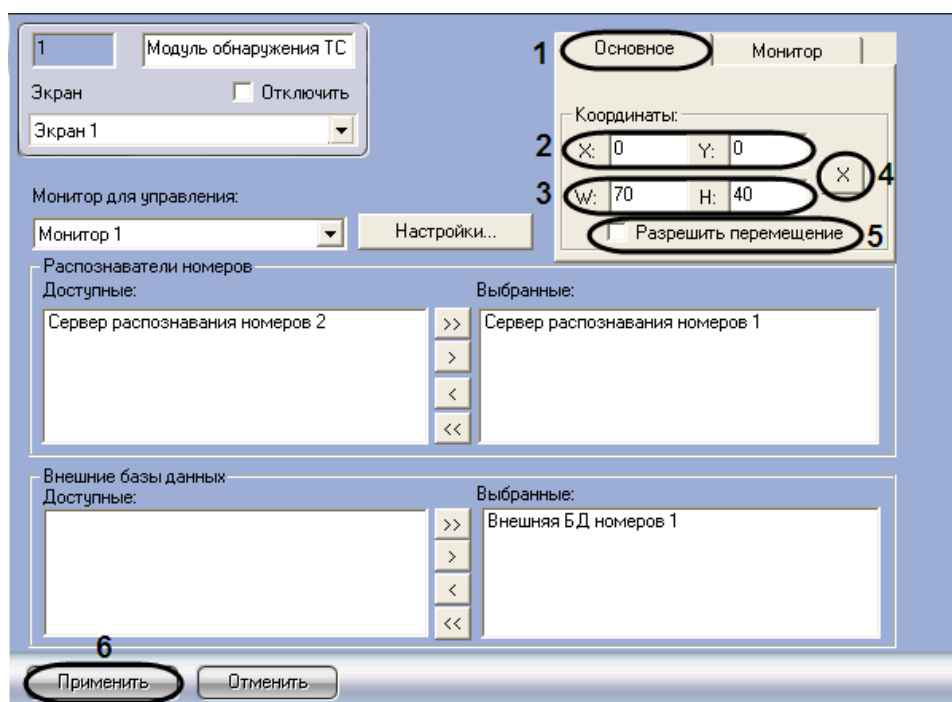 1
Модуль обнаружения ТС
Экран
Отключить
Экран 1
1
Основное
Монитор
Координаты:
2
X: 0 Y: 0
3
W: 70 H: 40
X
4
Разрешить перемещение
5
Монитор для управления:
Монитор 1
Настройки...
Распознаватели номеров
Доступные:
Выбранные:
Сервер распознавания номеров 2
>>
>
<
<<
Сервер распознавания номеров 1
Внешние базы данных
Доступные:
Выбранные:
>>
>
<
<<
Внешняя БД номеров 1
6
Применить
Отменить